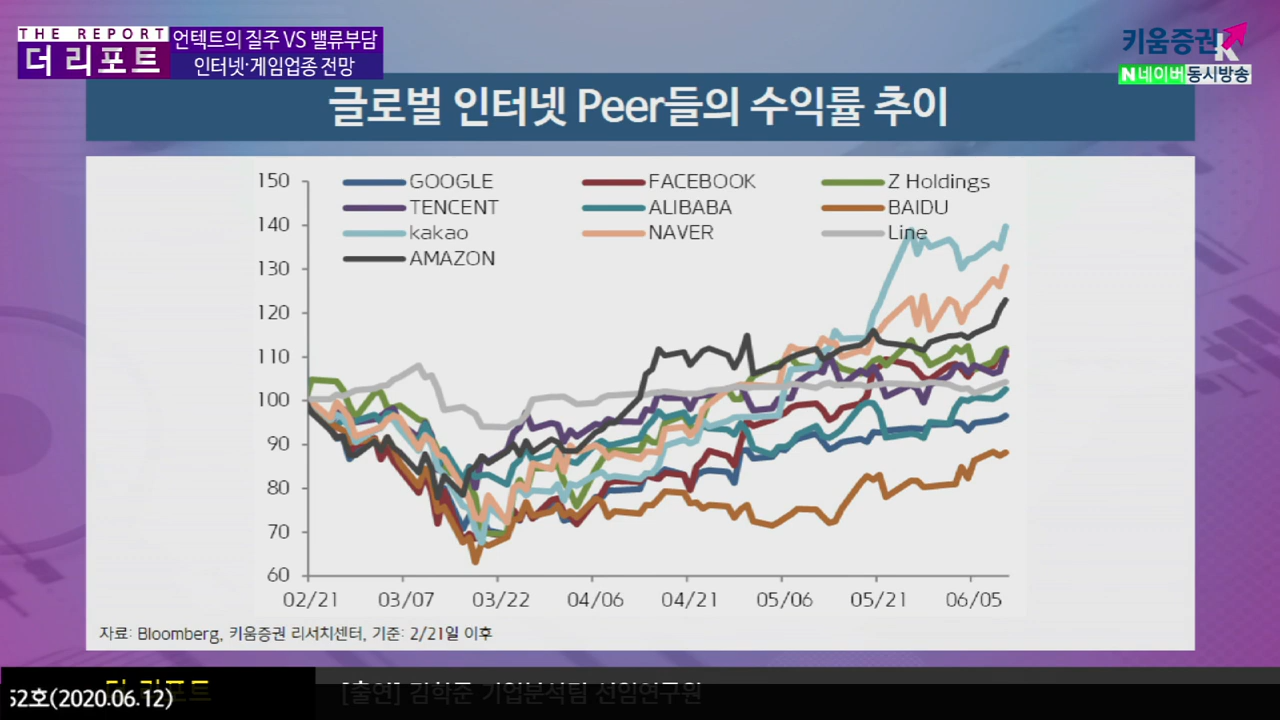 THE REPORT
더 리포트
언텍트의 질주 VS 밸류부담
인터넷·게임업종 전망
키움증권
N 네이버 동시방송
글로벌 인터넷 Peer들의 수익률 추이
GOOGLE FACEBOOK Z Holdings
TENCENT ALIBABA BAIDU
kakao NAVER Line
AMAZON
150
140
130
120
110
100
90
80
70
60
02/21 03/07 03/22 04/06 04/21 05/06 05/21 06/05
자료: Bloomberg, 키움증권 리서치센터, 기준: 2/21일 이후
더 리포트
52호(2020.06.12)
[출연] 김학준 기업분석팀 선임연구원